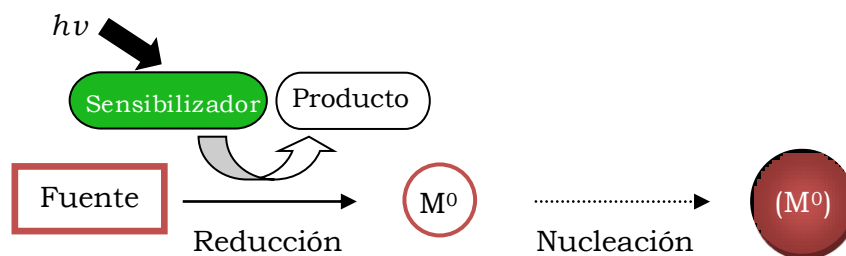 hν
Sensibilizador
Producto
Fuente
M⁰
(M⁰)
Reducción
Nucleación